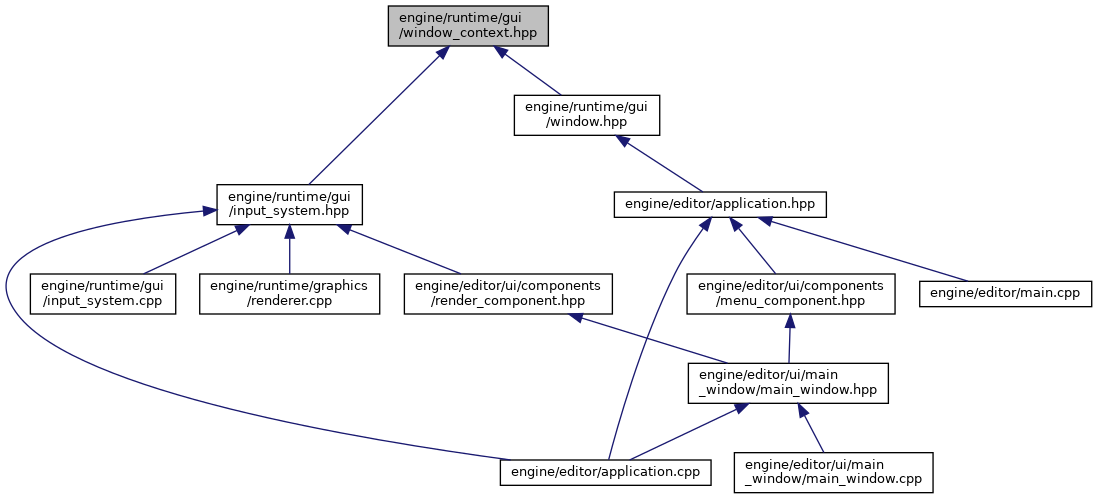 engine/runtime/gui
/window_context.hpp
engine/runtime/gui
/window.hpp
engine/runtime/gui
/input_system.hpp
engine/editor/application.hpp
engine/runtime/gui
/input_system.cpp
engine/runtime/graphics
/renderer.cpp
engine/editor/ui/components
/render_component.hpp
engine/editor/ui/components
/menu_component.hpp
engine/editor/main.cpp
engine/editor/ui/main
_window/main_window.hpp
engine/editor/application.cpp
engine/editor/ui/main
_window/main_window.cpp